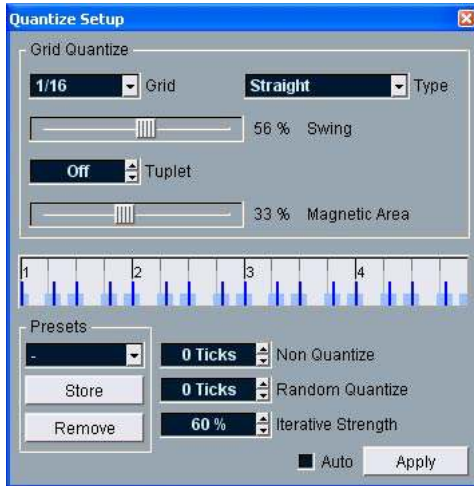 Quantize Setup
Grid Quantize
1/16 Grid Straight Type
56 % Swing
Off Tuplet
33 % Magnetic Area
1 2 3 4
Presets
- 0 Ticks Non Quantize
Store 0 Ticks Random Quantize
Remove 60 % Iterative Strength
Auto Apply